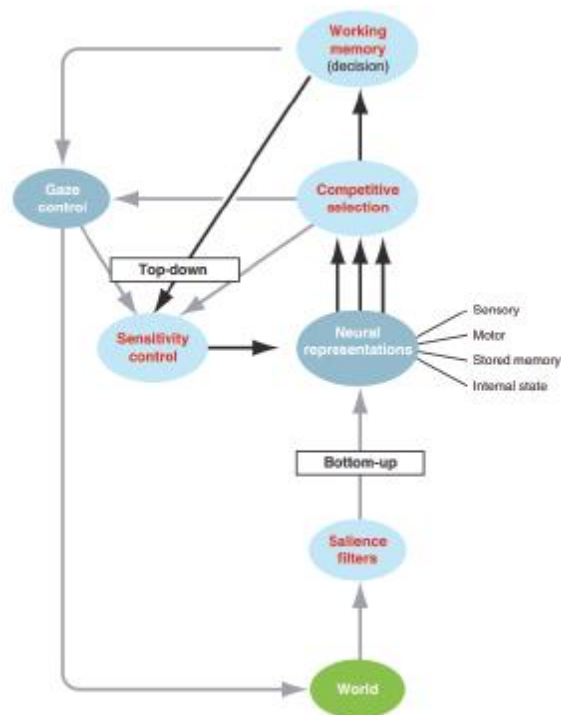 Working
memory
(decision)
Gaze
control
Competitive
selection
Top-down
Sensitivity
control
Neural
representations
Sensory
Motor
Stored memory
Internal state
Bottom-up
Salience
filters
World